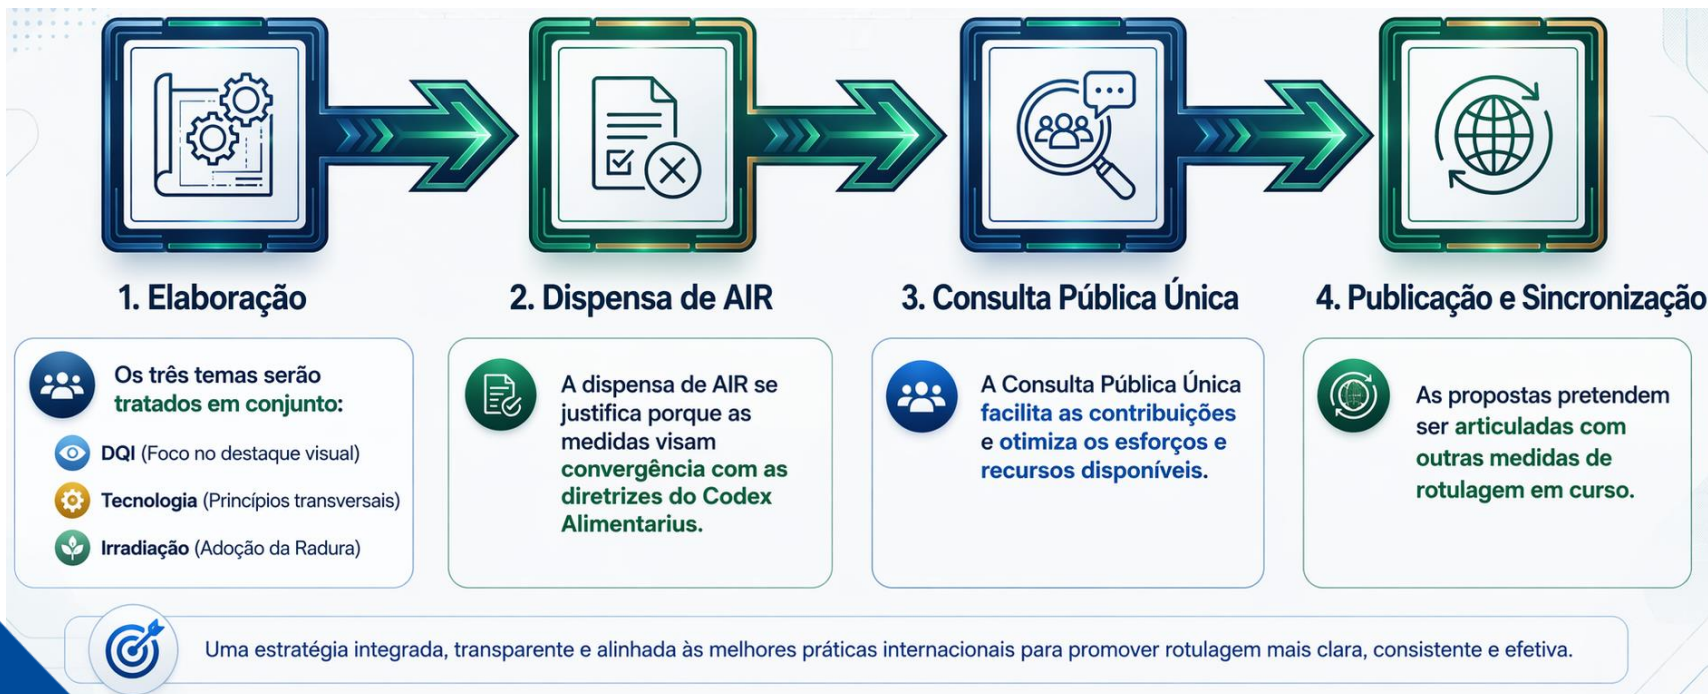 1. Elaboração
Os três temas serão
tratados em conjunto:
DQI (Foco no destaque visual)
Tecnologia (Princípios transversais)
Irradiação (Adoção da Radura)
2. Dispensa de AIR
A dispensa de AIR se
justifica porque as
medidas visam
convergência com as
diretrizes do Codex
Alimentarius.
3. Consulta Pública Única
A Consulta Pública Única
facilita as contribuições
e otimiza os esforços e
recursos disponíveis.
4. Publicação e Sincronização
As propostas pretendem
ser articuladas com
outras medidas de
rotulagem em curso.
Uma estratégia integrada, transparente e alinhada às melhores práticas internacionais para promover rotulagem mais clara, consistente e efetiva.